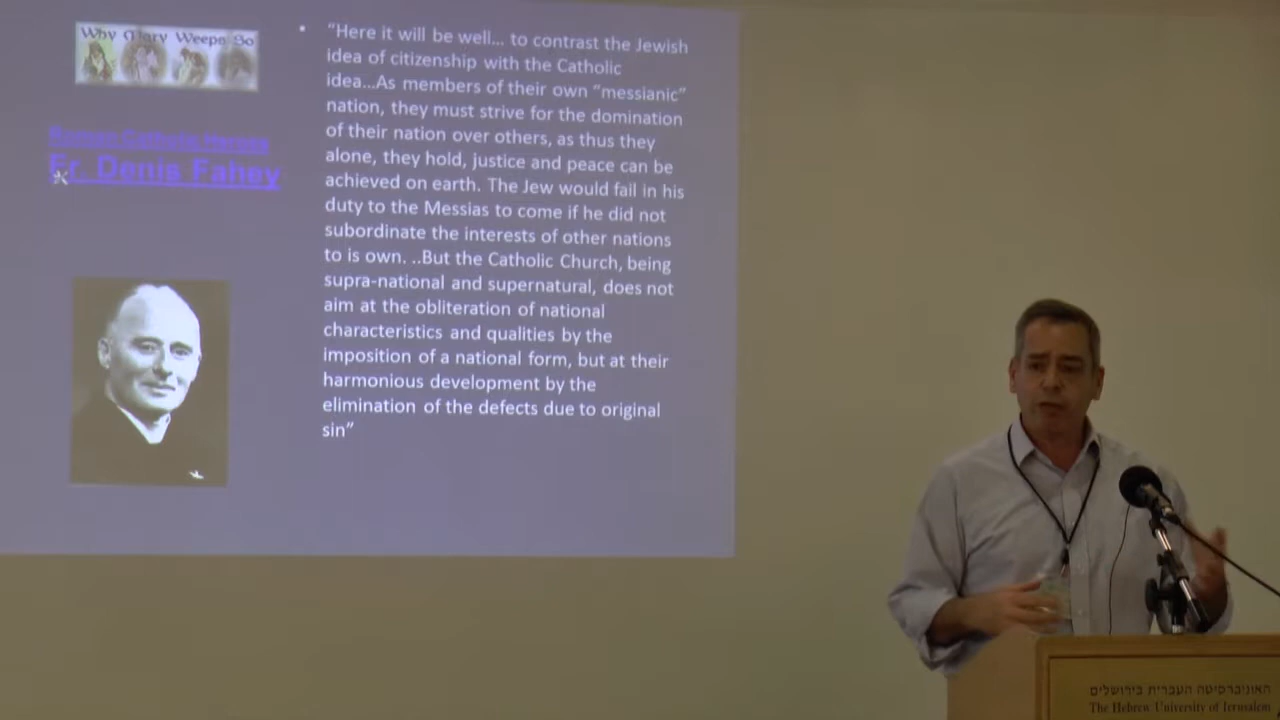 Why Mary Weeps So
Roman Catholic Heroes
Fr. Denis Fahey
• “Here it will be well... to contrast the Jewish
idea of citizenship with the Catholic
idea...As members of their own “messianic”
nation, they must strive for the domination
of their nation over others, as thus they
alone, they hold, justice and peace can be
achieved on earth. The Jew would fail in his
duty to the Messias to come if he did not
subordinate the interests of other nations
to is own. ..But the Catholic Church, being
supra-national and supernatural, does not
aim at the obliteration of national
characteristics and qualities by the
imposition of a national form, but at their
harmonious development by the
elimination of the defects due to original
sin”
האוניברסיטה העברית בירושלים
The Hebrew University of Jerusalem